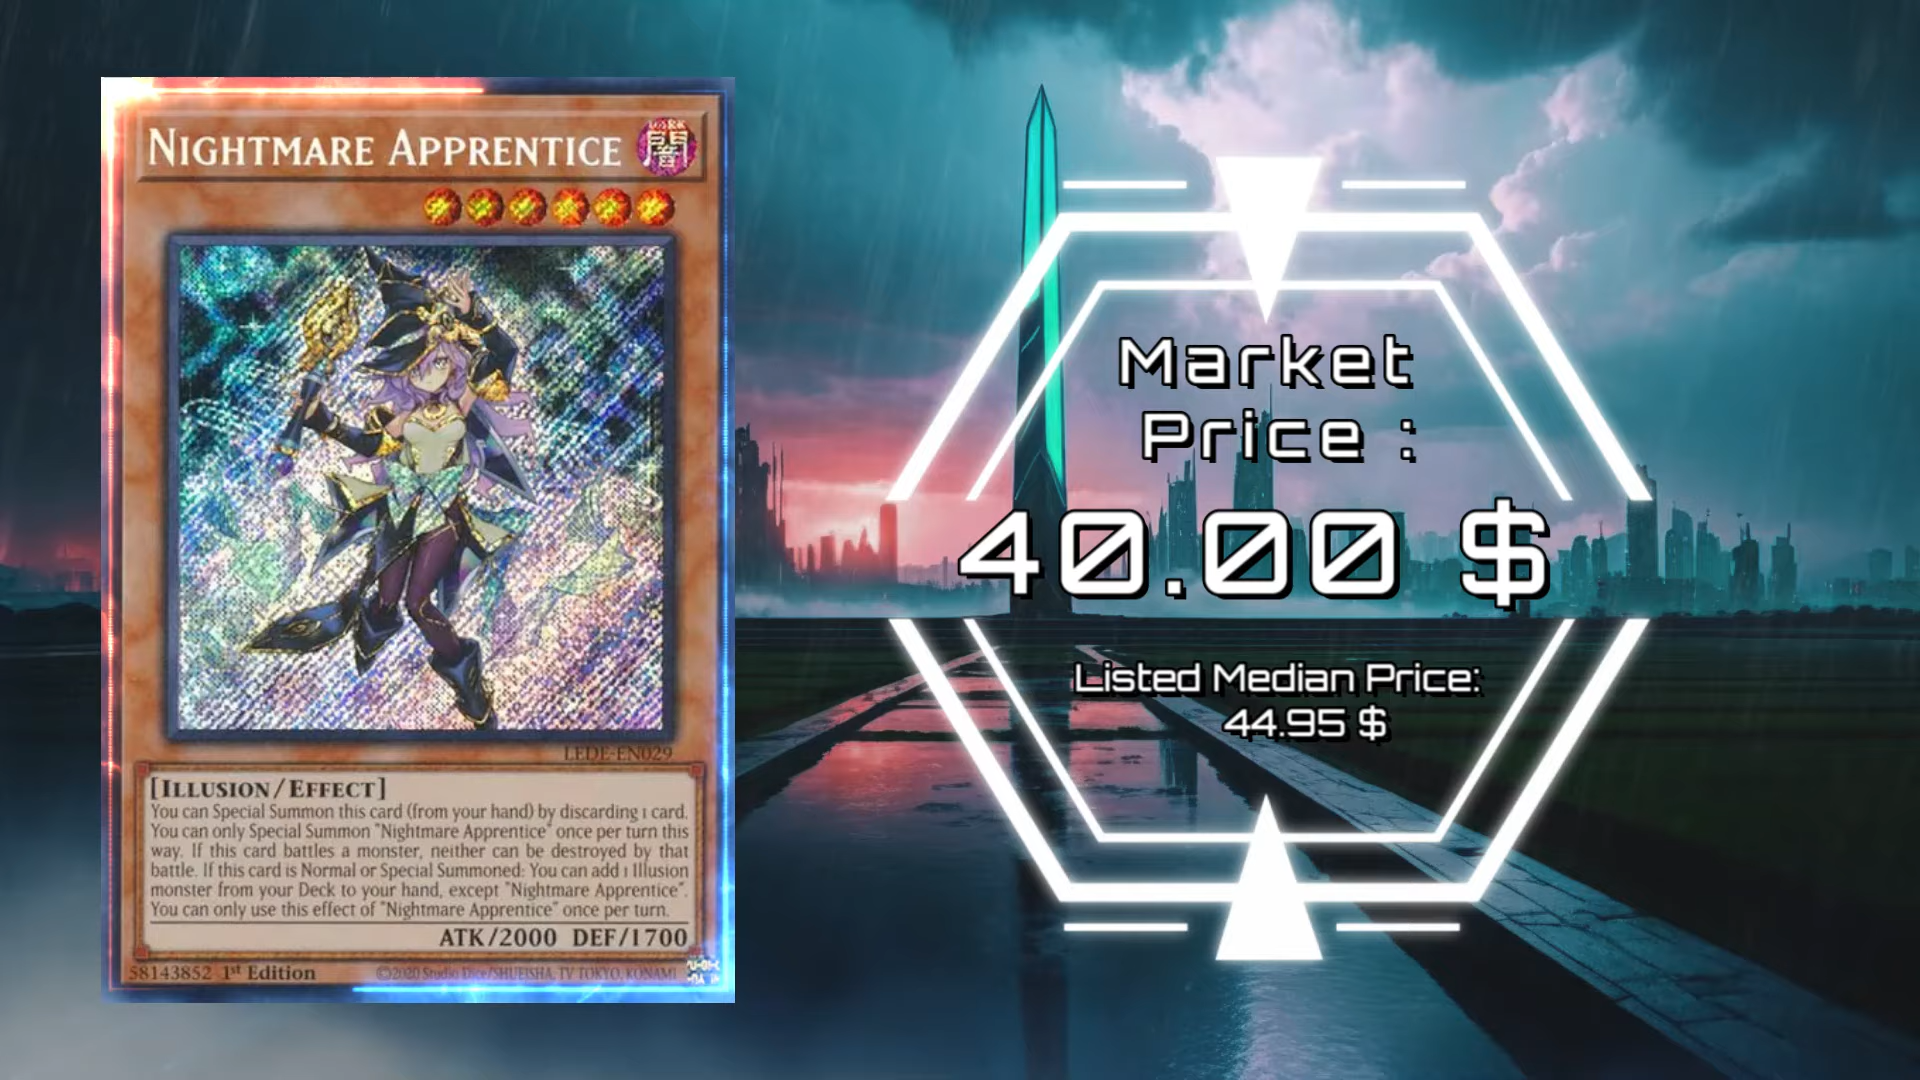 NIGHTMARE APPRENTICE
DARK
闇
LEDE-EN029
[ILLUSION/EFFECT]
You can Special Summon this card (from your hand) by discarding 1 card.
You can only Special Summon "Nightmare Apprentice" once per turn this
way. If this card battles a monster, neither can be destroyed by that
battle. If this card is Normal or Special Summoned: You can add 1 Illusion
monster from your Deck to your hand, except "Nightmare Apprentice".
You can only use this effect of "Nightmare Apprentice" once per turn.
ATK/2000 DEF/1700
58143852 1st Edition ©2020 Studio Dice/SHUEISHA, TV TOKYO, KONAMI
Market
Price :
40.00 $
Listed Median Price:
44.95 $